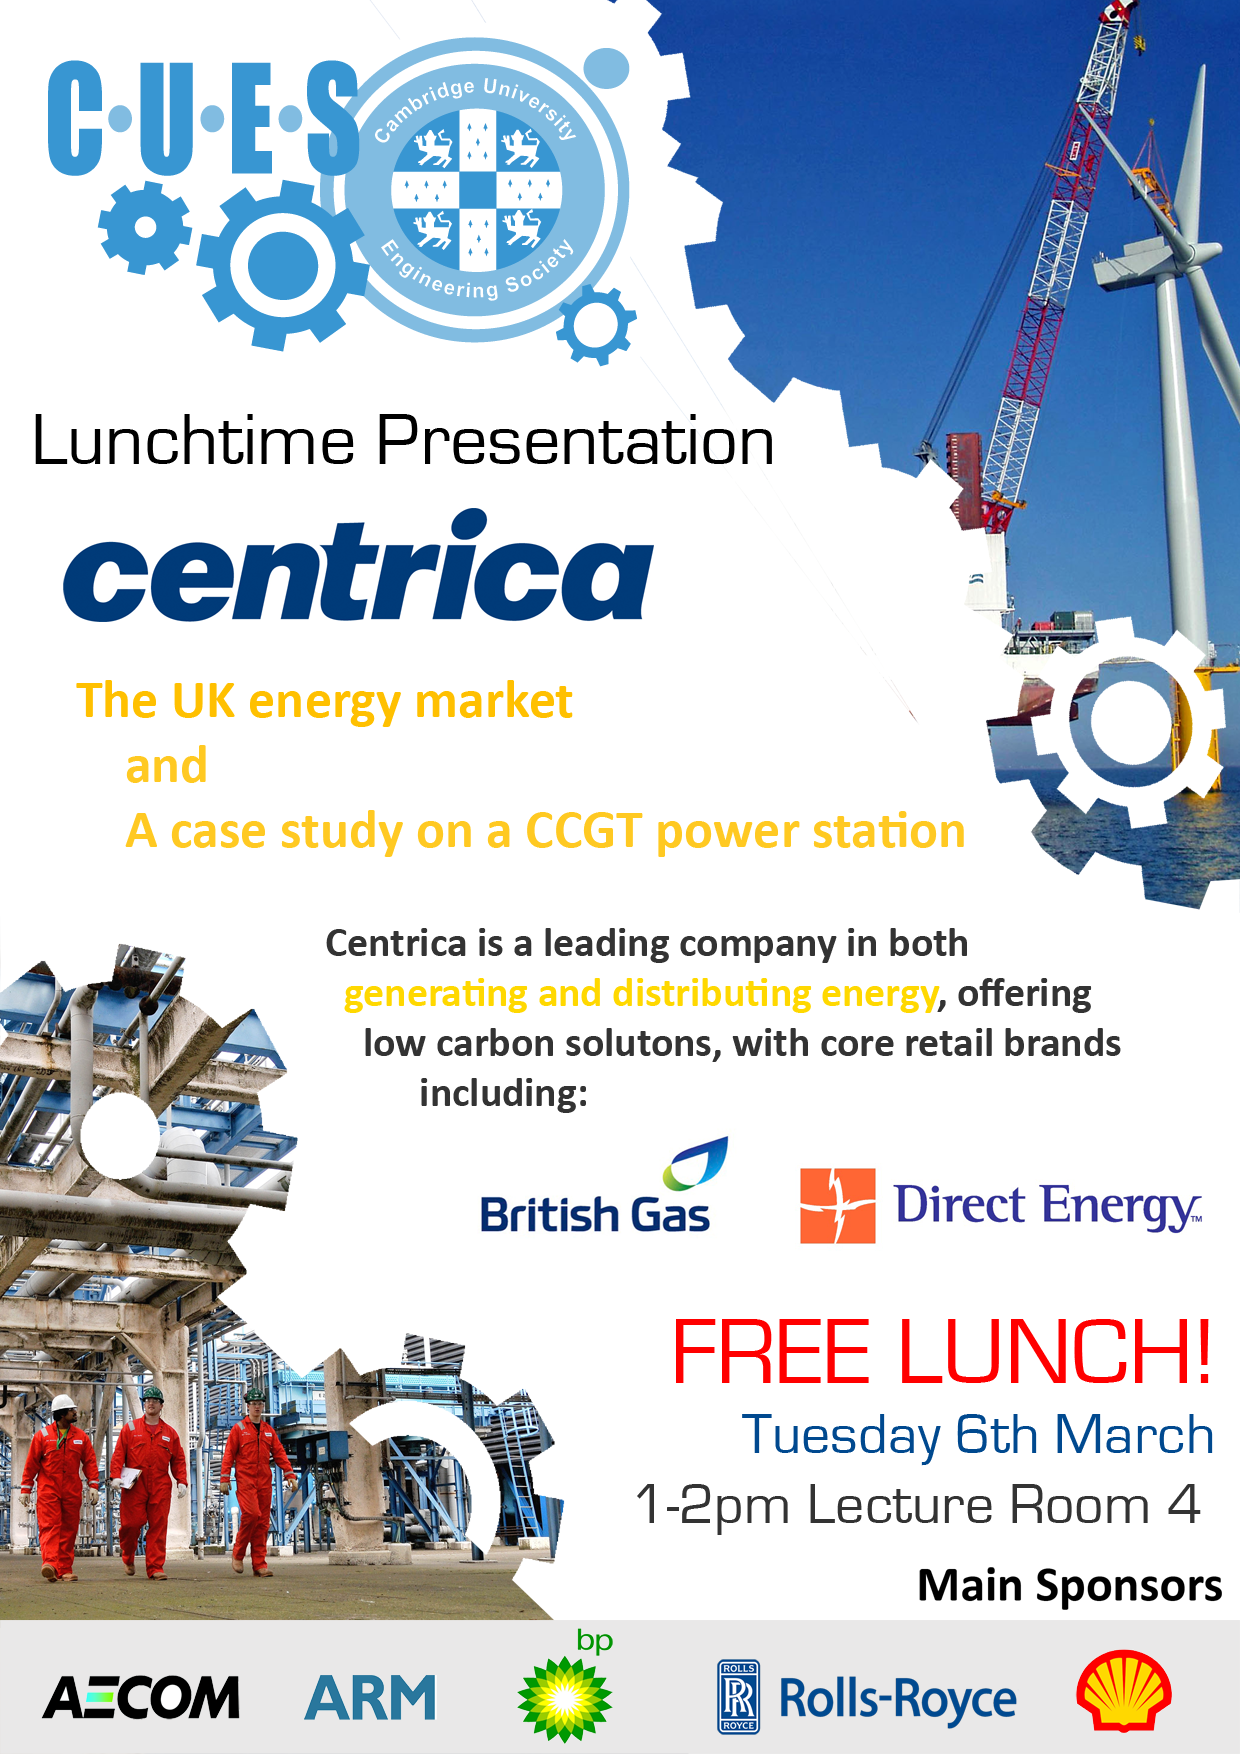 C·U·E·S
Cambridge University
Engineering Society
Lunchtime Presentation
centrica
The UK energy market
and
A case study on a CCGT power station
Centrica is a leading company in both
generating and distributing energy, offering
low carbon solutons, with core retail brands
including:
British Gas
Direct Energy™
FREE LUNCH!
Tuesday 6th March
1-2pm Lecture Room 4
Main Sponsors
bp
AECOM
ARM
ROLLS
RR
ROYCE
Rolls-Royce